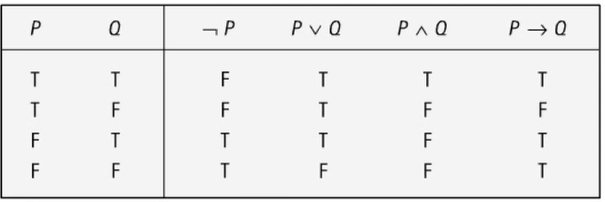 P Q ¬ P P ∨ Q P ∧ Q P → Q
T T F T T T
T F F T F F
F T T T F T
F F T F F T